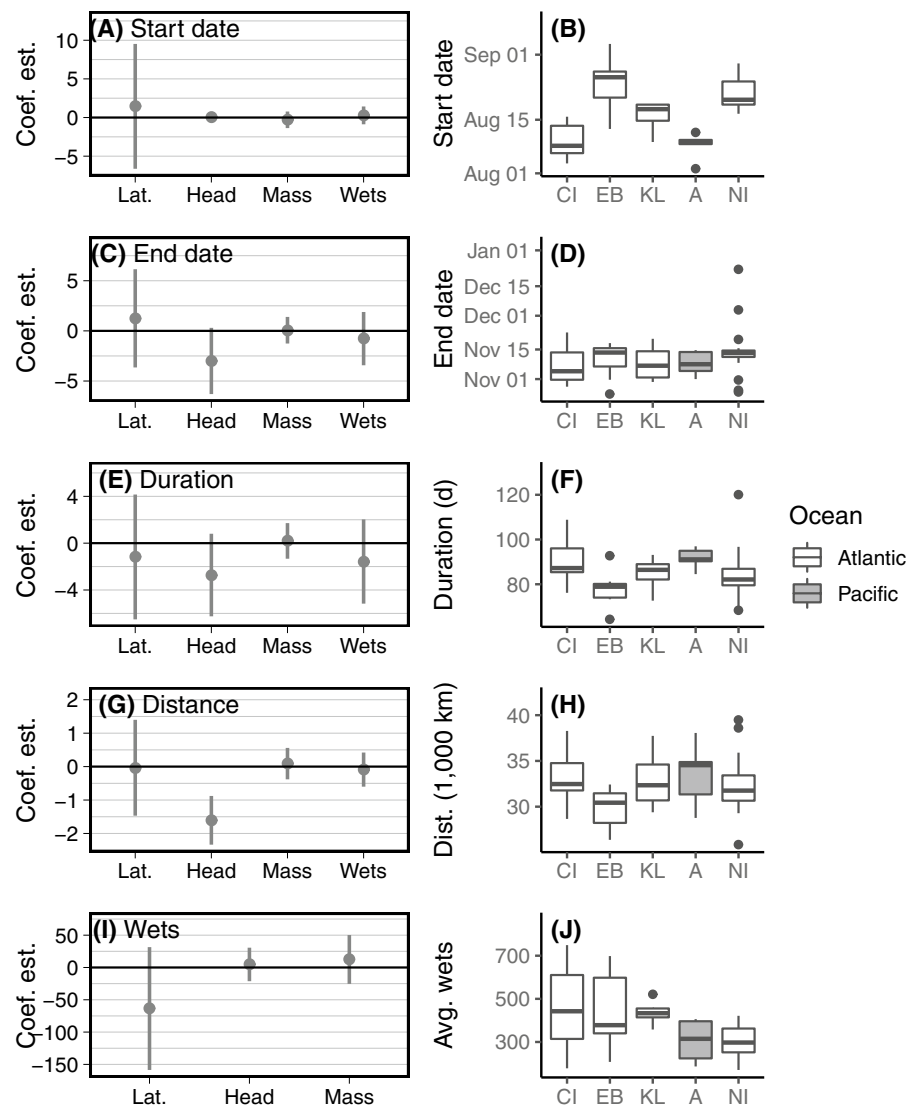 (A) Start date
Coef. est.
10
5
0
−5
Lat. Head Mass Wets
(B)
Start date
Sep 01
Aug 15
Aug 01
CI EB KL A NI
(C) End date
Coef. est.
5
0
−5
Lat. Head Mass Wets
(D)
End date
Jan 01
Dec 15
Dec 01
Nov 15
Nov 01
CI EB KL A NI
(E) Duration
Coef. est.
4
0
−4
Lat. Head Mass Wets
(F)
Duration (d)
120
100
80
CI EB KL A NI
Ocean
Atlantic
Pacific
(G) Distance
Coef. est.
2
1
0
−1
−2
Lat. Head Mass Wets
(H)
Dist. (1,000 km)
40
35
30
CI EB KL A NI
(I) Wets
Coef. est.
50
0
−50
−100
−150
Lat. Head Mass
(J)
Avg. wets
700
500
300
CI EB KL A NI